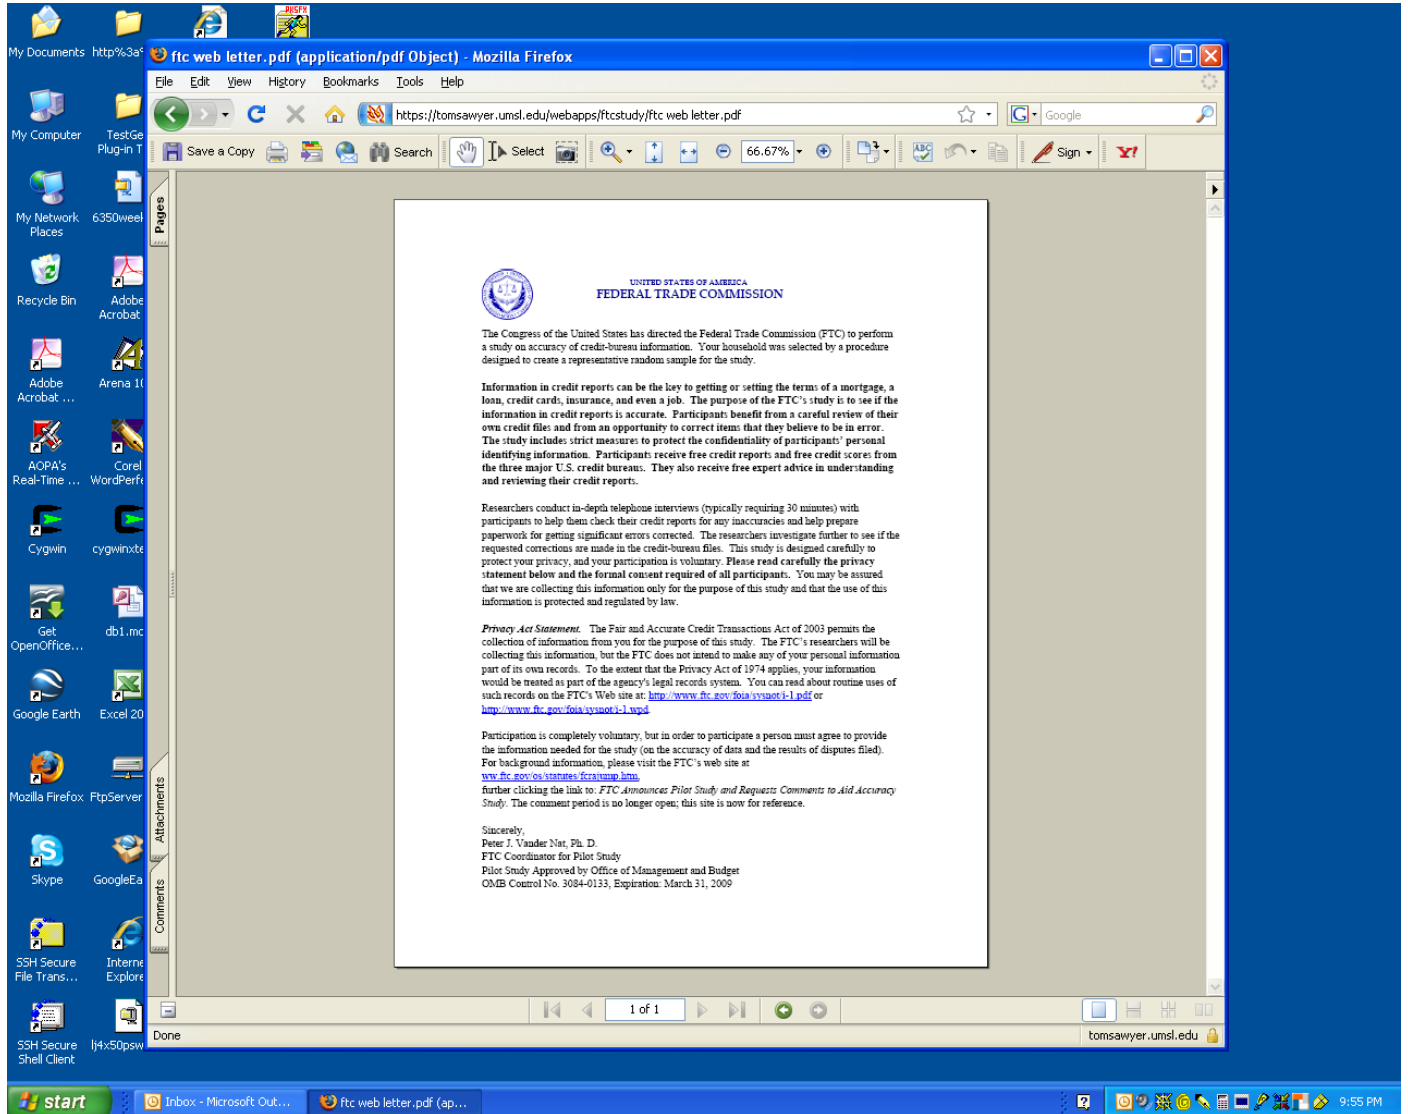 My Documents
http%3a%
ftc web letter.pdf (application/pdf Object) - Mozilla Firefox
File Edit View History Bookmarks Tools Help
https://tomsawyer.umsl.edu/webapps/ftcstudy/ftc web letter.pdf
G Google
Save a Copy Search Select 66.67% Sign Y!
My Computer
TestGe
Plug-in T
My Network
Places
6350week
Recycle Bin
Adobe
Acrobat
Adobe
Acrobat ...
Arena 10
AOPA's
Real-Time ...
Corel
WordPerfe
Cygwin
cygwinxte
Get
OpenOffice...
db1.mc
Google Earth
Excel 20
Mozilla Firefox
FtpServer
Skype
GoogleEa
SSH Secure
File Trans...
Interne
Explore
SSH Secure
Shell Client
lj4x50psw
Pages
Attachments
Comments
UNITED STATES OF AMERICA
FEDERAL TRADE COMMISSION
The Congress of the United States has directed the Federal Trade Commission (FTC) to perform
a study on accuracy of credit-bureau information. Your household was selected by a procedure
designed to create a representative random sample for the study.
Information in credit reports can be the key to getting or setting the terms of a mortgage, a
loan, credit cards, insurance, and even a job. The purpose of the FTC's study is to see if the
information in credit reports is accurate. Participants benefit from a careful review of their
own credit files and from an opportunity to correct items that they believe to be in error.
The study includes strict measures to protect the confidentiality of participants' personal
identifying information. Participants receive free credit reports and free credit scores from
the three major U.S. credit bureaus. They also receive free expert advice in understanding
and reviewing their credit reports.
Researchers conduct in-depth telephone interviews (typically requiring 30 minutes) with
participants to help them check their credit reports for any inaccuracies and help prepare
paperwork for getting significant errors corrected. The researchers investigate further to see if the
requested corrections are made in the credit-bureau files. This study is designed carefully to
protect your privacy, and your participation is voluntary. Please read carefully the privacy
statement below and the formal consent required of all participants. You may be assured
that we are collecting this information only for the purpose of this study and that the use of this
information is protected and regulated by law.
Privacy Act Statement. The Fair and Accurate Credit Transactions Act of 2003 permits the
collection of information from you for the purpose of this study. The FTC's researchers will be
collecting this information, but the FTC does not intend to make any of your personal information
part of its own records. To the extent that the Privacy Act of 1974 applies, your information
would be treated as part of the agency's legal records system. You can read about routine uses of
such records on the FTC's Web site at: http://www.ftc.gov/foia/sysnot/i-1.pdf or
http://www.ftc.gov/foia/sysnot/i-1.wpd.
Participation is completely voluntary, but in order to participate a person must agree to provide
the information needed for the study (on the accuracy of data and the results of disputes filed).
For background information, please visit the FTC's web site at
ww.ftc.gov/os/statutes/fcrajump.htm,
further clicking the link to: FTC Announces Pilot Study and Requests Comments to Aid Accuracy
Study. The comment period is no longer open; this site is now for reference.
Sincerely,
Peter J. Vander Nat, Ph. D.
FTC Coordinator for Pilot Study
Pilot Study Approved by Office of Management and Budget
OMB Control No. 3084-0133, Expiration: March 31, 2009
1 of 1
Done
tomsawyer.umsl.edu
start
Inbox - Microsoft Out...
ftc web letter.pdf (ap...
9:55 PM